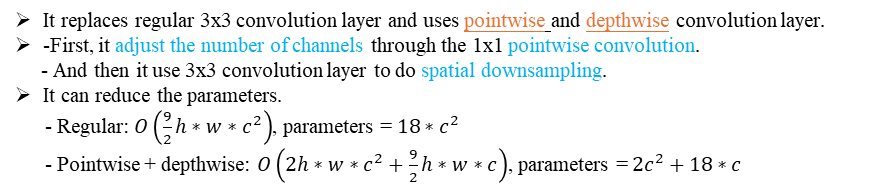 ➢ It replaces regular 3x3 convolution layer and uses pointwise and depthwise convolution layer.
➢ -First, it adjust the number of channels through the 1x1 pointwise convolution.
- And then it use 3x3 convolution layer to do spatial downsampling.
➢ It can reduce the parameters.
- Regular: O (9/2 h * w * c²), parameters = 18 * c²
- Pointwise + depthwise: O (2h * w * c² + 9/2 h * w * c), parameters = 2c² + 18 * c